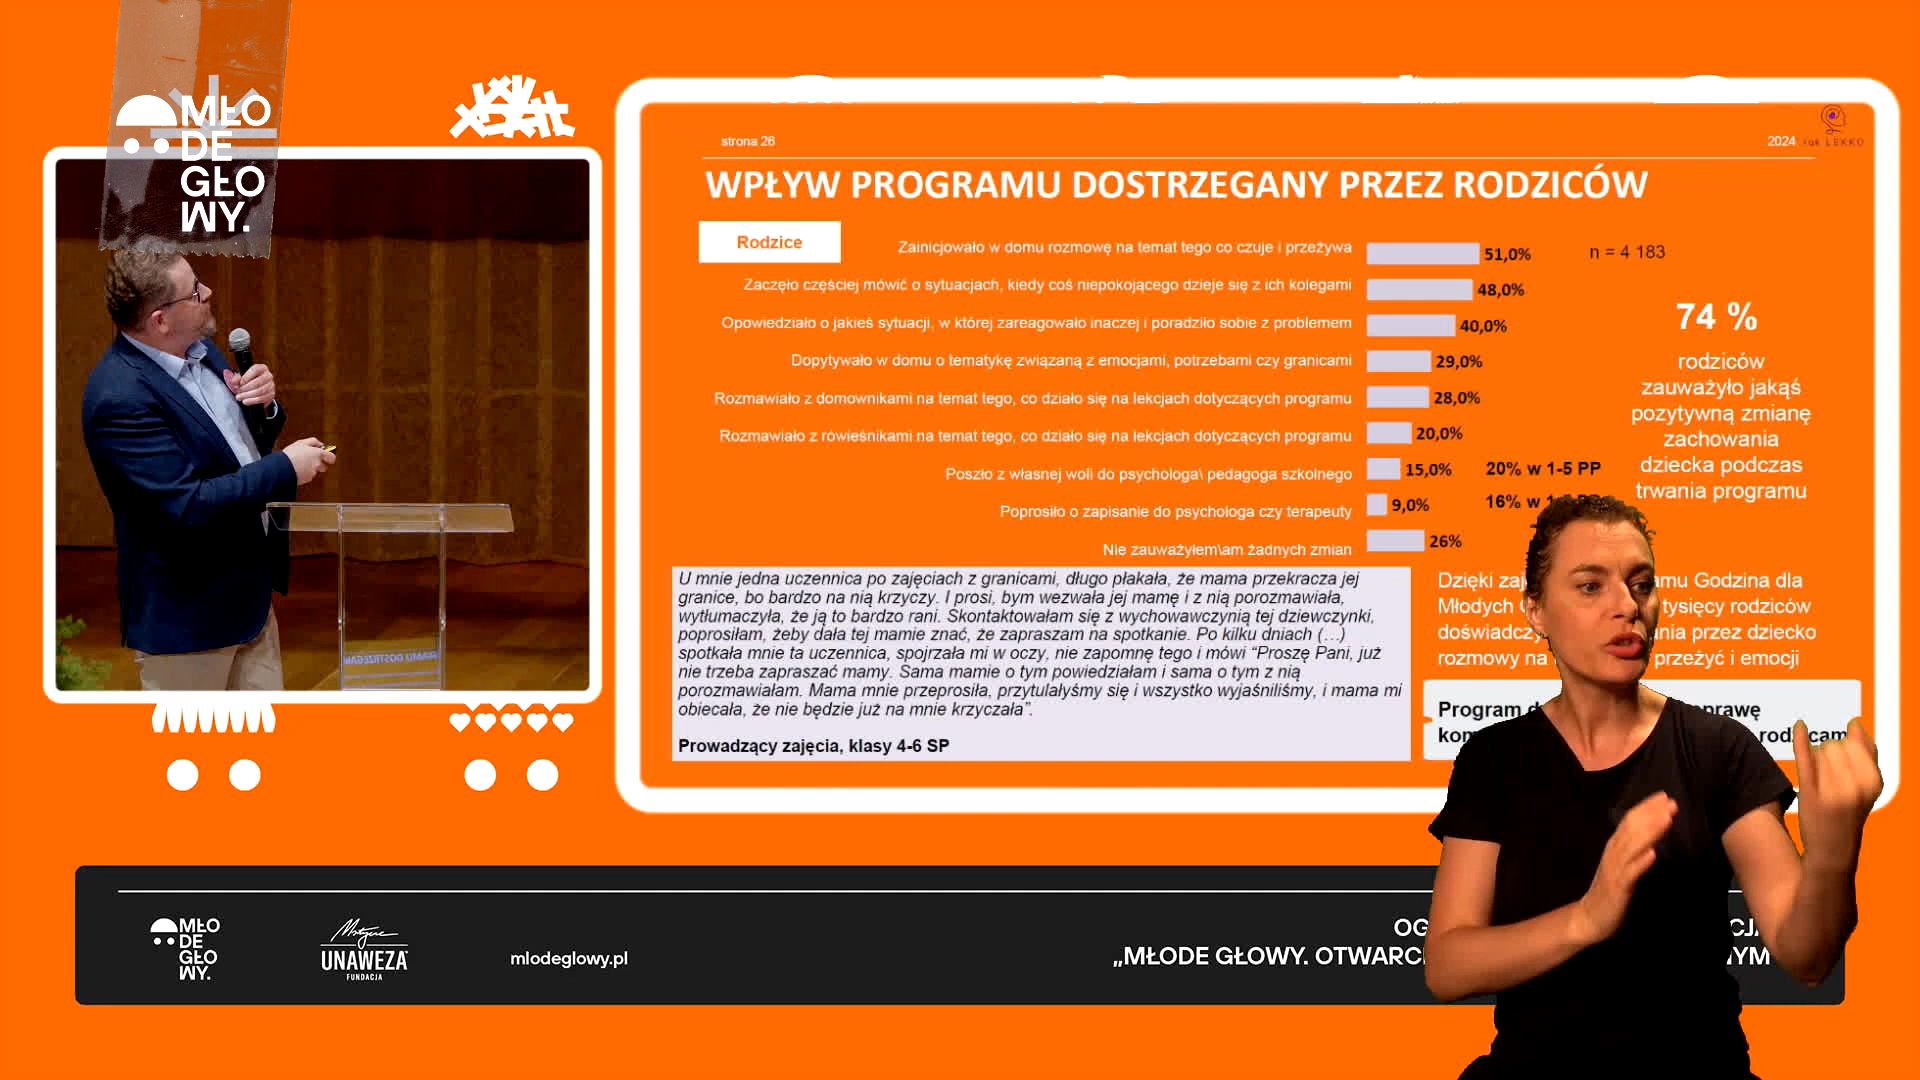 MŁO
DE
GŁO
WY.
strona 26
2024
Tak LEKKO
WPŁYW PROGRAMU DOSTRZEGANY PRZEZ RODZICÓW
Rodzice
n = 4 183
Zainicjowało w domu rozmowę na temat tego co czuje i przeżywa 51,0%
Zaczęło częściej mówić o sytuacjach, kiedy coś niepokojącego dzieje się z ich kolegami 48,0%
Opowiedziało o jakieś sytuacji, w której zareagowało inaczej i poradziło sobie z problemem 40,0%
Dopytywało w domu o tematykę związaną z emocjami, potrzebami czy granicami 29,0%
Rozmawiało z domownikami na temat tego, co działo się na lekcjach dotyczących programu 28,0%
Rozmawiało z rówieśnikami na temat tego, co działo się na lekcjach dotyczących programu 20,0%
Poszło z własnej woli do psychologa\ pedagoga szkolnego 15,0% 20% w 1-5 PP
Poprosiło o zapisanie do psychologa czy terapeuty 9,0% 16% w
Nie zauważyłem\am żadnych zmian 26%
74 %
rodziców
zauważyło jakąś
pozytywną zmianę
zachowania
dziecka podczas
trwania programu
U mnie jedna uczennica po zajęciach z granicami, długo płakała, że mama przekracza jej
granice, bo bardzo na nią krzyczy. I prosi, bym wezwała jej mamę i z nią porozmawiała,
wytłumaczyła, że ją to bardzo rani. Skontaktowałam się z wychowawczynią tej dziewczynki,
poprosiłam, żeby dała tej mamie znać, że zapraszam na spotkanie. Po kilku dniach (…)
spotkała mnie ta uczennica, spojrzała mi w oczy, nie zapomnę tego i mówi “Proszę Pani, już
nie trzeba zapraszać mamy. Sama mamie o tym powiedziałam i sama o tym z nią
porozmawiałam. Mama mnie przeprosiła, przytulałyśmy się i wszystko wyjaśniliśmy, i mama mi
obiecała, że nie będzie już na mnie krzyczała”.
Prowadzący zajęcia, klasy 4-6 SP
Dzięki Godzina dla
Młodych tysięcy rodziców
przez dziecko
rozmowy na przeżyć i emocji
Program
MŁO
DE
GŁO
WY.
UNAWEZA
FUNDACJA
mlodeglowy.pl
„MŁODE GŁOWY.